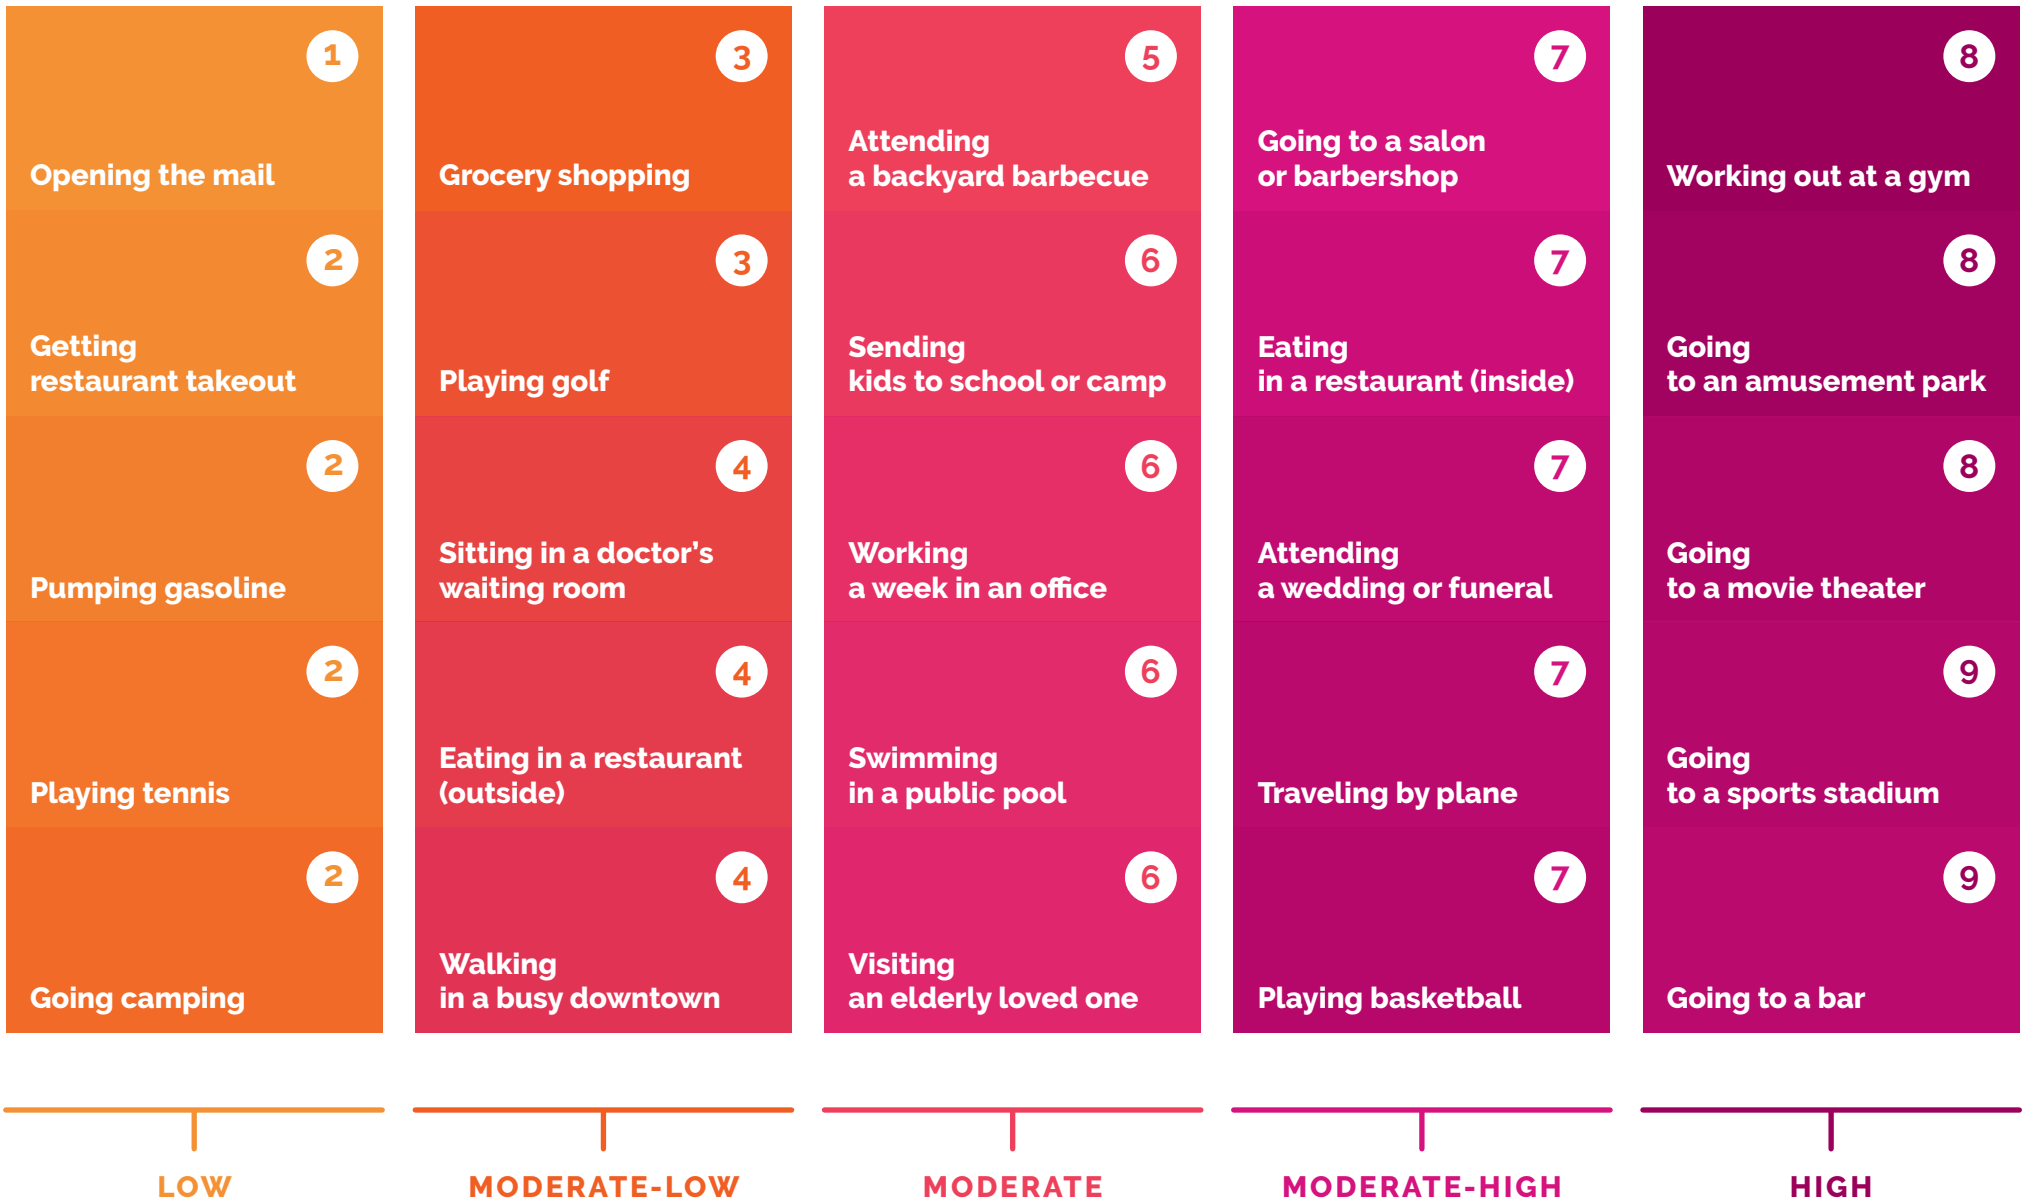 1
Opening the mail
2
Getting
restaurant takeout
2
Pumping gasoline
2
Playing tennis
2
Going camping
LOW
3
Grocery shopping
3
Playing golf
4
Sitting in a doctor’s
waiting room
4
Eating in a restaurant
(outside)
4
Walking
in a busy downtown
MODERATE-LOW
5
Attending
a backyard barbecue
6
Sending
kids to school or camp
6
Working
a week in an office
6
Swimming
in a public pool
6
Visiting
an elderly loved one
MODERATE
7
Going to a salon
or barbershop
7
Eating
in a restaurant (inside)
7
Attending
a wedding or funeral
7
Traveling by plane
7
Playing basketball
MODERATE-HIGH
8
Working out at a gym
8
Going
to an amusement park
8
Going
to a movie theater
9
Going
to a sports stadium
9
Going to a bar
HIGH